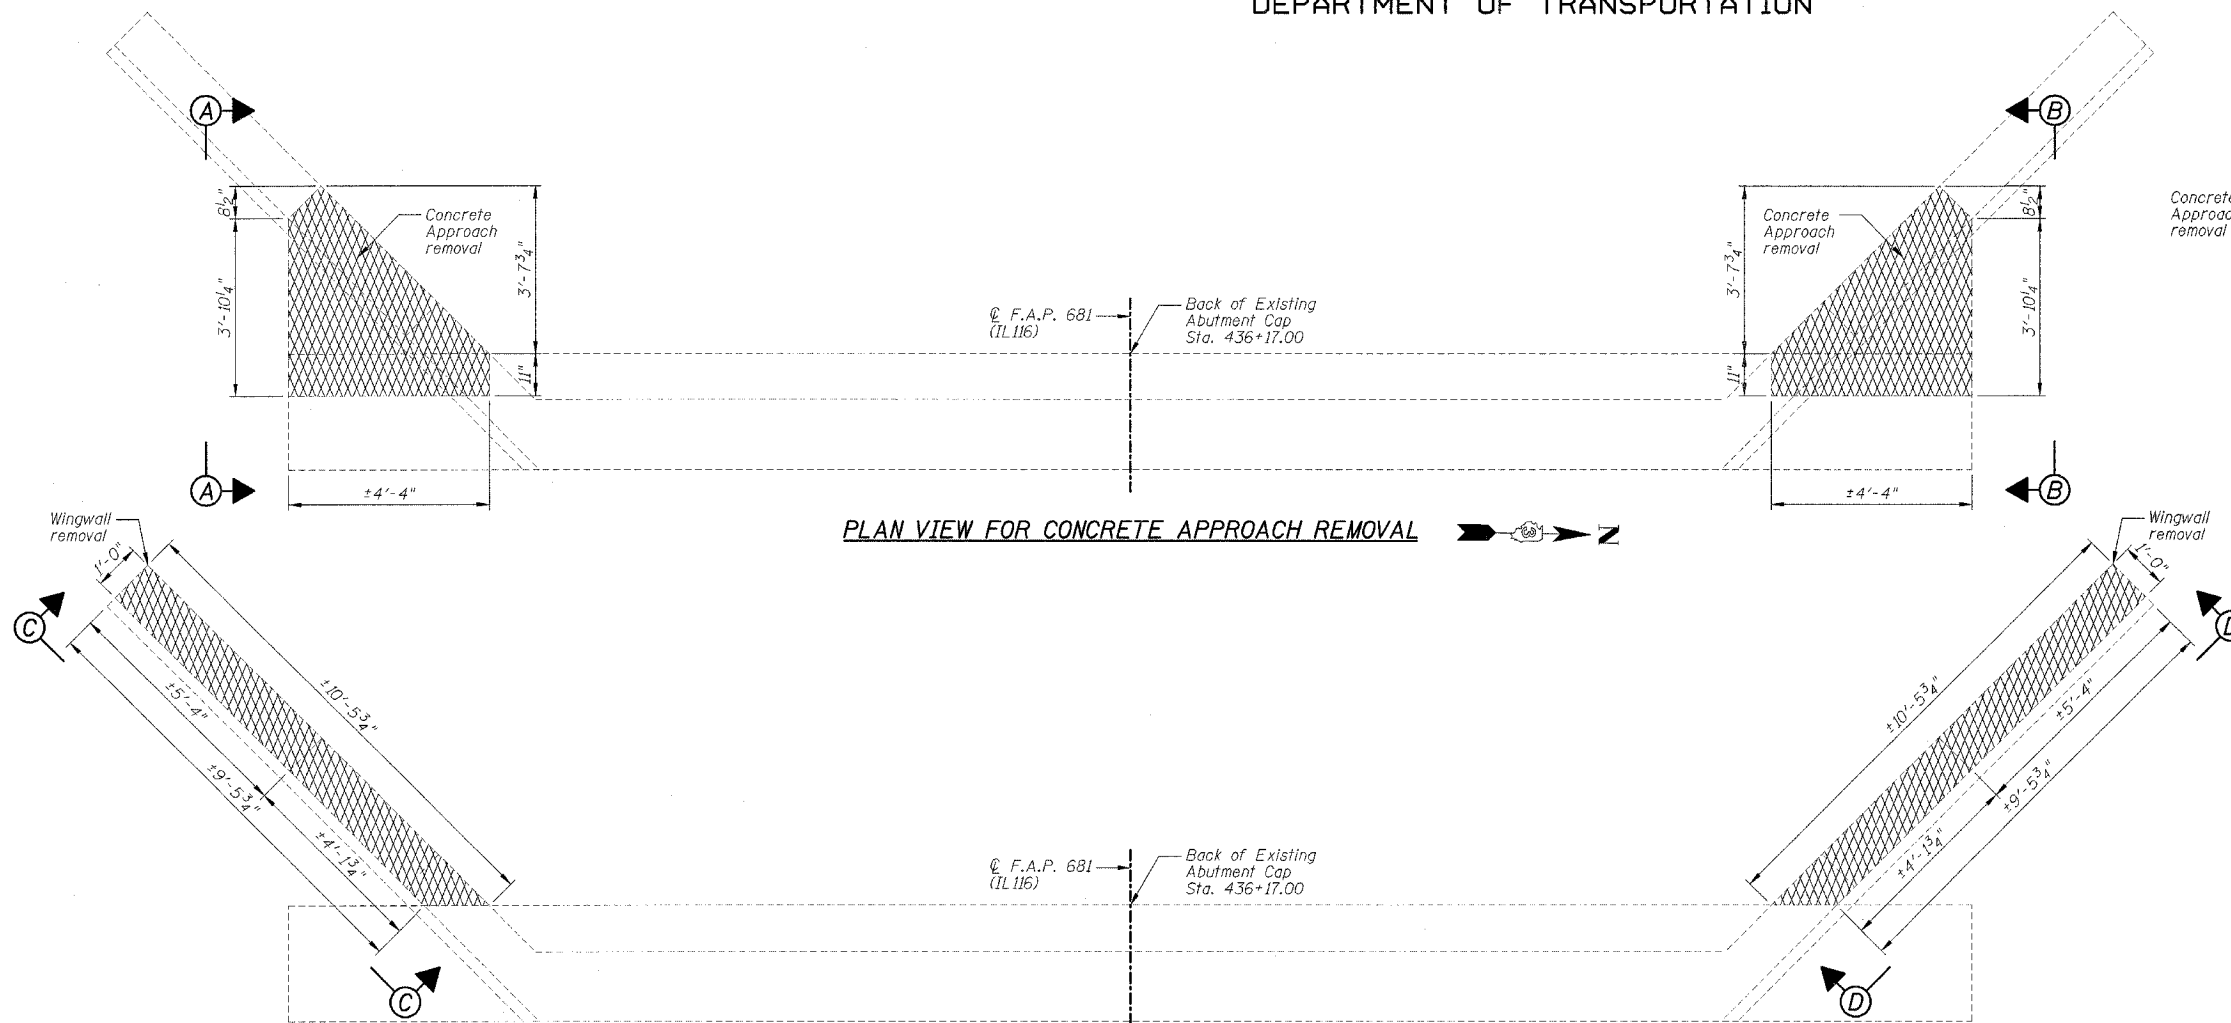 DEPARTMENT OF TRANSPORTATION
A
B
8½"
Concrete
Approach
removal
3'-7¾"
3'-10¼"
11"
℄ F.A.P. 681
(IL 116)
Back of Existing
Abutment Cap
Sta. 436+17.00
3'-7¾"
Concrete
Approach
removal
8½"
3'-10¼"
11"
Concrete
Approac
removal
A
±4'-4"
±4'-4"
B
PLAN VIEW FOR CONCRETE APPROACH REMOVAL
N
Wingwall
removal
1'-0"
C
±10'-5¾"
±5'-4"
±9'-5¾"
±4'-1¾"
C
℄ F.A.P. 681
(IL 116)
Back of Existing
Abutment Cap
Sta. 436+17.00
Wingwall
removal
1'-0"
D
±10'-5¾"
±5'-4"
±9'-5¾"
±4'-1¾"
D